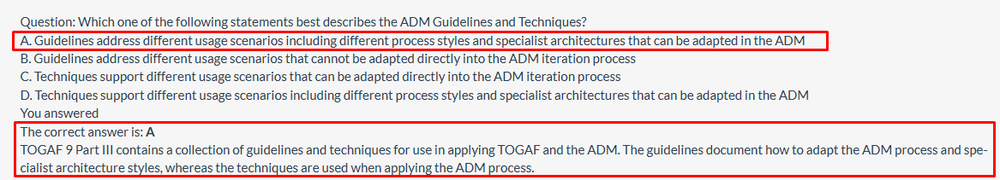 Question: Which one of the following statements best describes the ADM Guidelines and Techniques?
A. Guidelines address different usage scenarios including different process styles and specialist architectures that can be adapted in the ADM
B. Guidelines address different usage scenarios that cannot be adapted directly into the ADM iteration process
C. Techniques support different usage scenarios that can be adapted directly into the ADM iteration process
D. Techniques support different usage scenarios including different process styles and specialist architectures that can be adapted in the ADM
You answered
The correct answer is: A
TOGAF 9 Part III contains a collection of guidelines and techniques for use in applying TOGAF and the ADM. The guidelines document how to adapt the ADM process and spe-
cialist architecture styles, whereas the techniques are used when applying the ADM process.